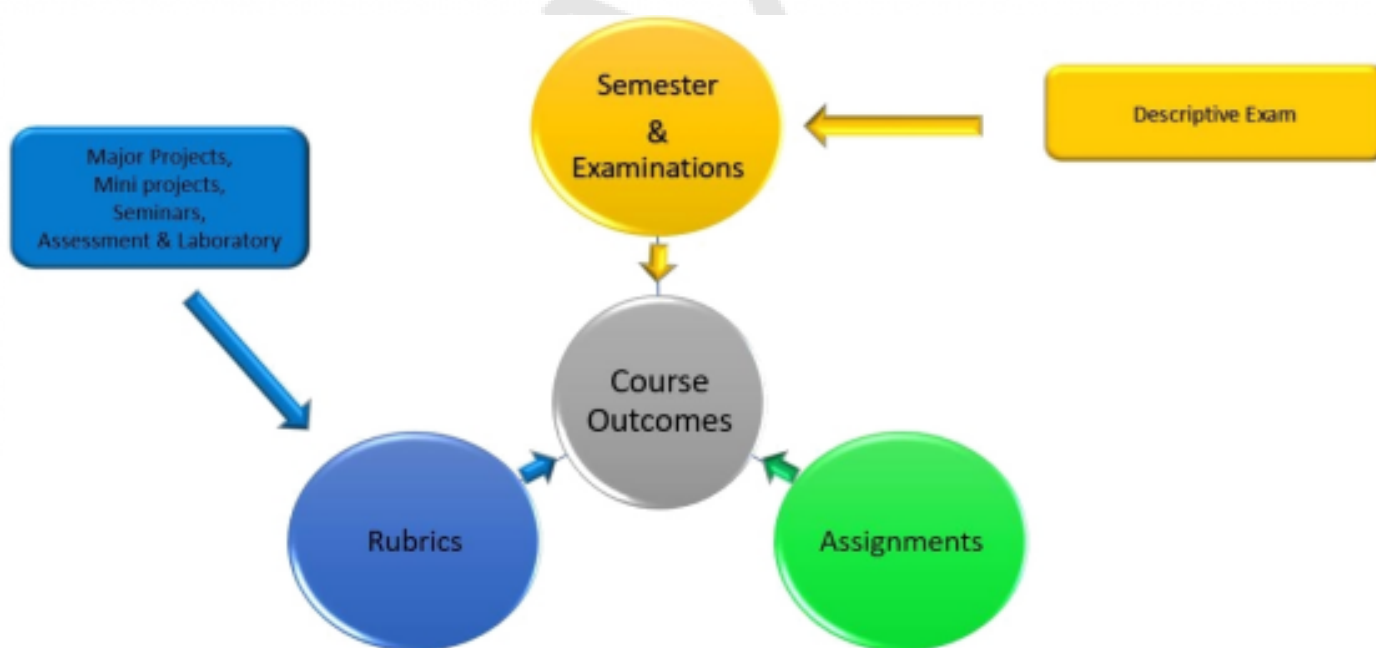 Semester
&
Examinations
Descriptive Exam
Major Projects,
Mini projects,
Seminars,
Assessment & Laboratory
Course
Outcomes
Rubrics
Assignments